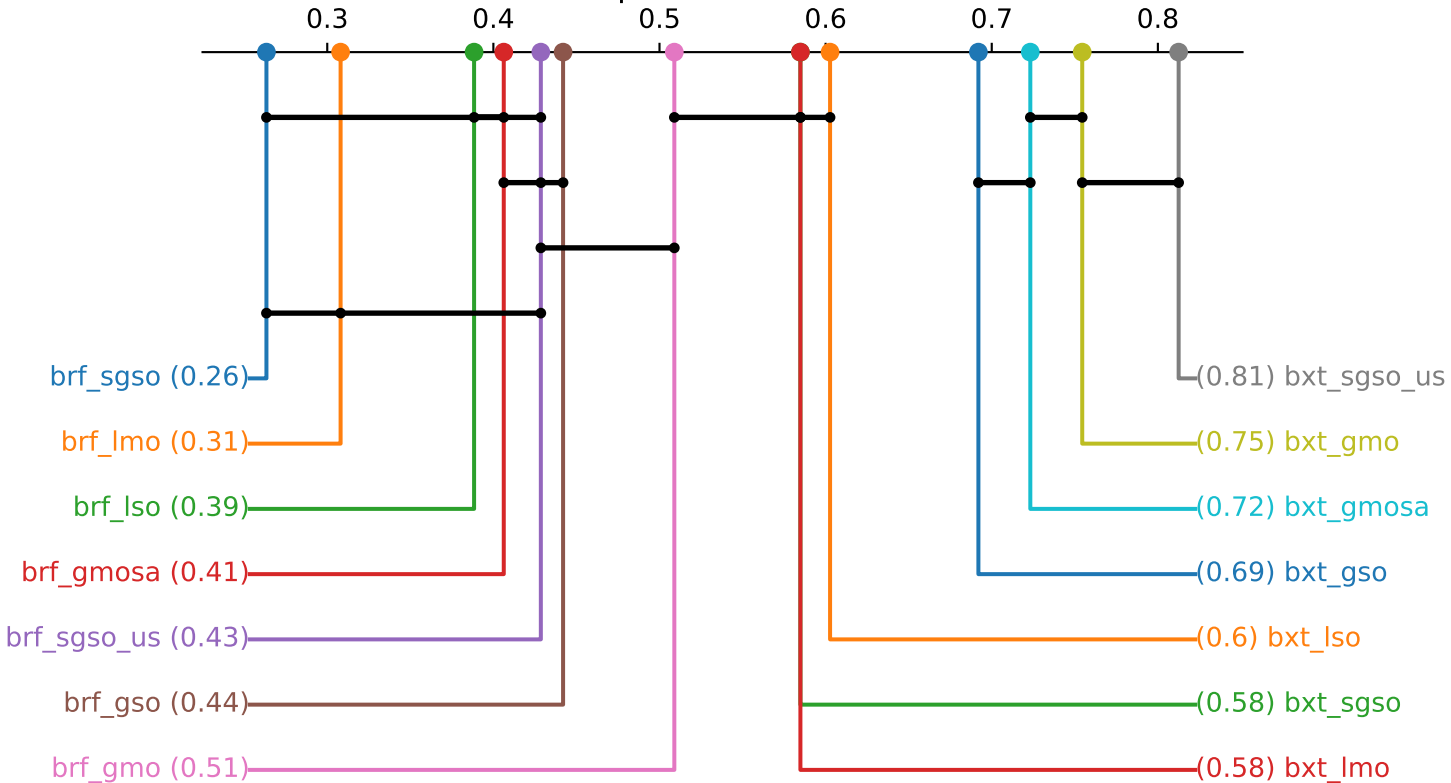 0.3 0.4 0.5 0.6 0.7 0.8
brf_sgso (0.26) (0.81) bxt_sgso_us
brf_lmo (0.31) (0.75) bxt_gmo
brf_lso (0.39) (0.72) bxt_gmosa
brf_gmosa (0.41) (0.69) bxt_gso
brf_sgso_us (0.43) (0.6) bxt_lso
brf_gso (0.44) (0.58) bxt_sgso
brf_gmo (0.51) (0.58) bxt_lmo